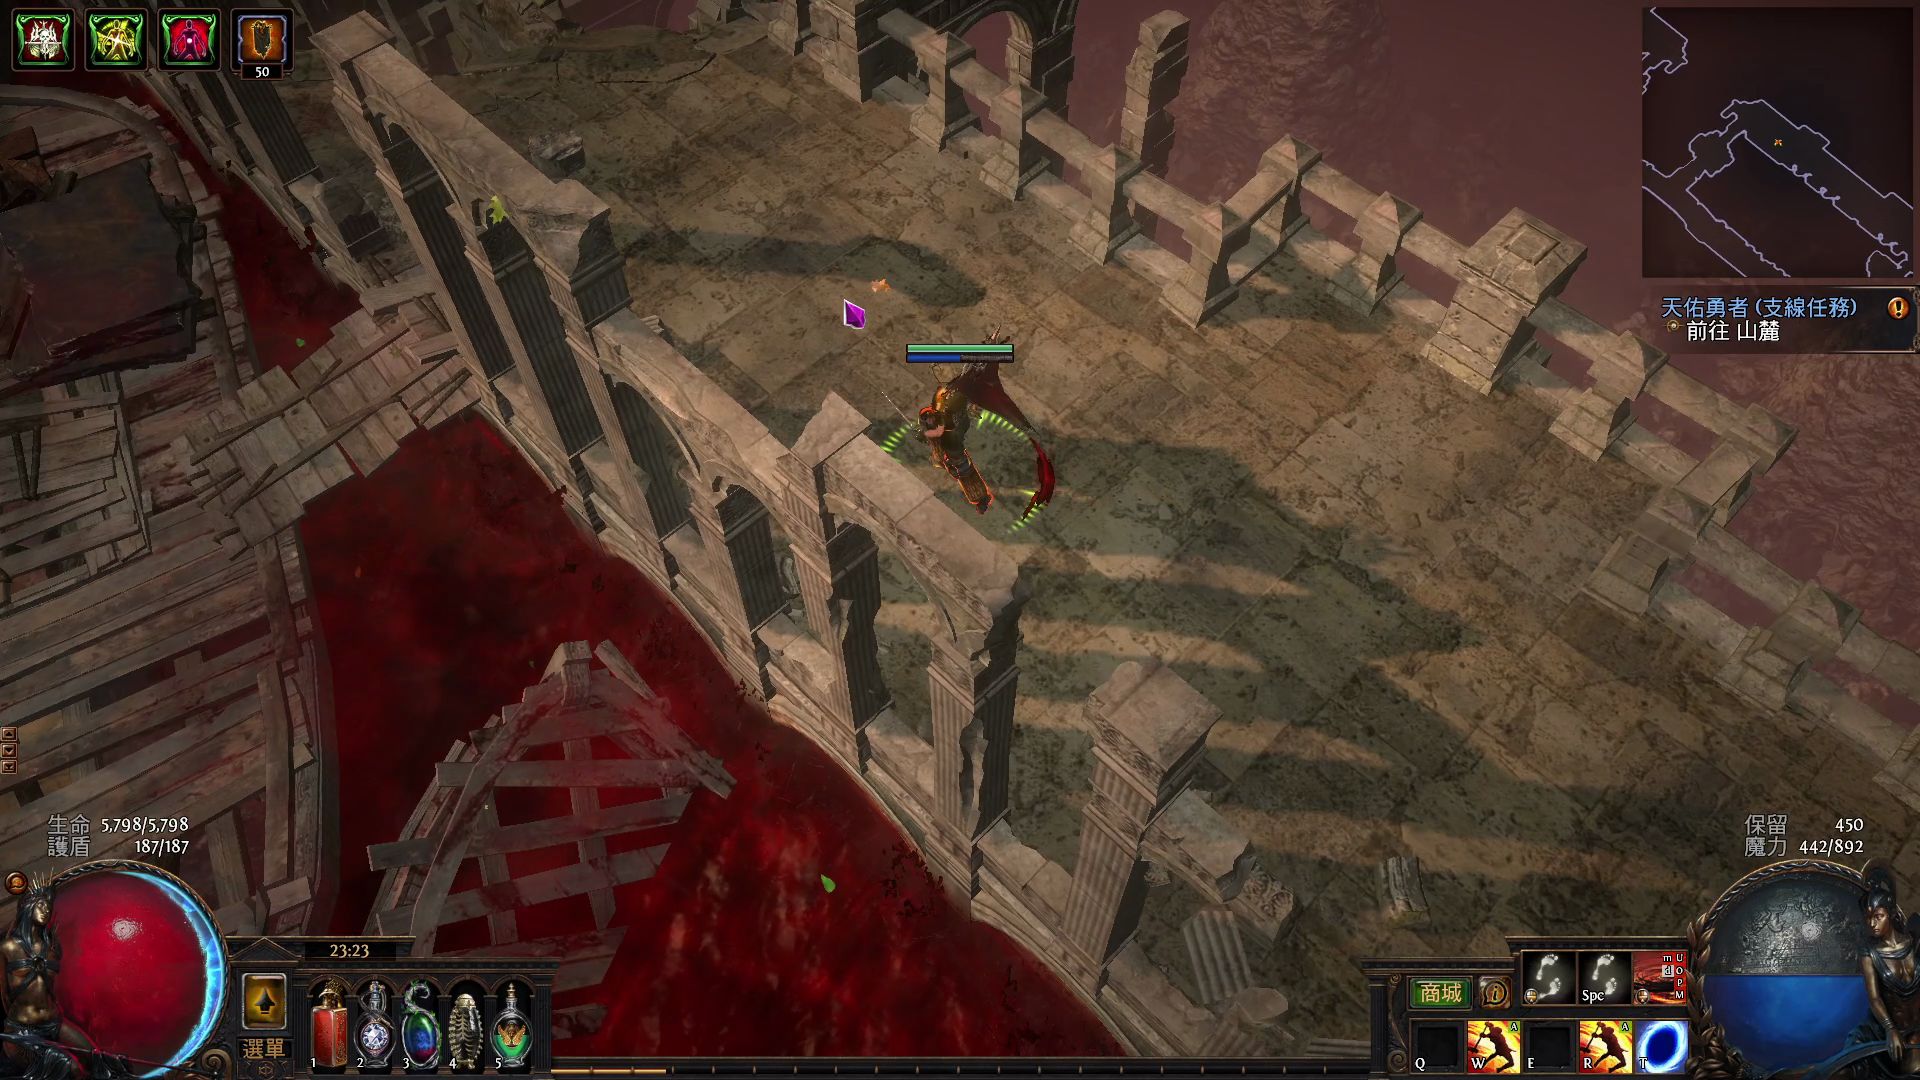 50
天佑勇者 (支線任務)
前往 山麓
生命 5,798/5,798
護盾 187/187
保留 450
魔力 442/892
23:23
選單
1
2
3
4
5
商城
Spc
m U
d O
P
M
Q
W
A
E
R
A
T